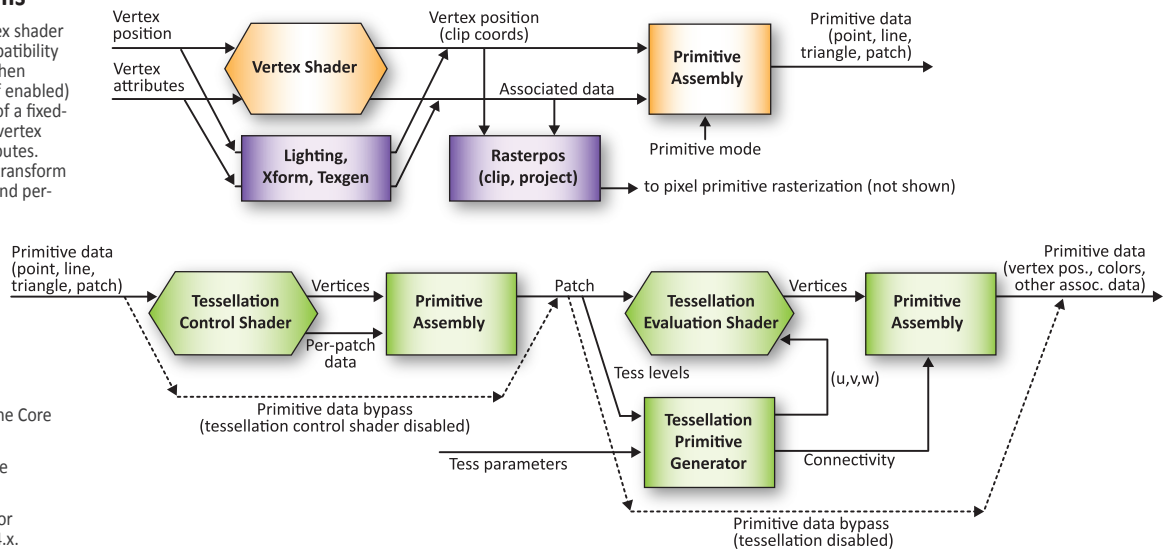 ns
ex shader
patibility
hen
f enabled)
of a fixed-
vertex
butes.
transform
nd per-
Vertex
position
Vertex
attributes
Vertex Shader
Vertex position
(clip coords)
Associated data
Primitive
Assembly
Primitive data
(point, line,
triangle, patch)
Primitive mode
Lighting,
Xform, Texgen
Rasterpos
(clip, project)
to pixel primitive rasterization (not shown)
Primitive data
(point, line,
triangle, patch)
Tessellation
Control Shader
Vertices
Per-patch
data
Primitive
Assembly
Patch
Tessellation
Evaluation Shader
Vertices
Primitive
Assembly
Primitive data
(vertex pos., colors,
other assoc. data)
Primitive data bypass
(tessellation control shader disabled)
Tess levels
(u,v,w)
Tessellation
Primitive
Generator
Tess parameters
Connectivity
Primitive data bypass
(tessellation disabled)
ne Core
e
or
4.x.